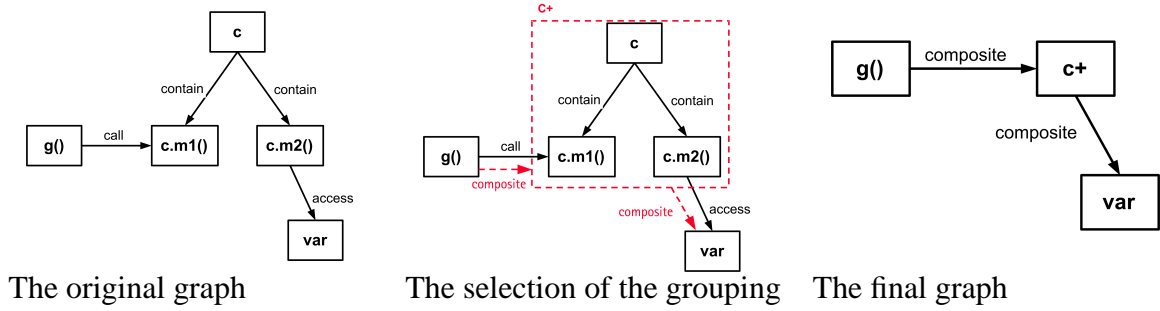 c
contain
contain
g()
call
c.m1()
c.m2()
access
var
The original graph
C+
c
contain
contain
g()
call
c.m1()
c.m2()
composite
access
composite
var
The selection of the grouping
g()
composite
c+
composite
var
The final graph